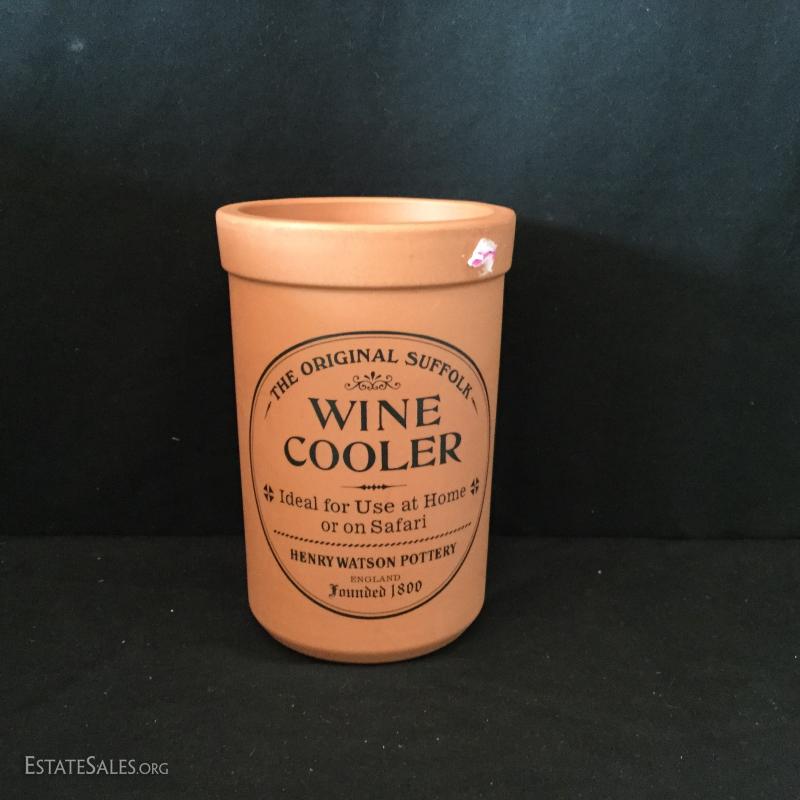 THE ORIGINAL SUFFOLK
WINE
COOLER
Ideal for Use at Home
or on Safari
HENRY WATSON POTTERY
ENGLAND
Founded 1800
ESTATESALES.ORG